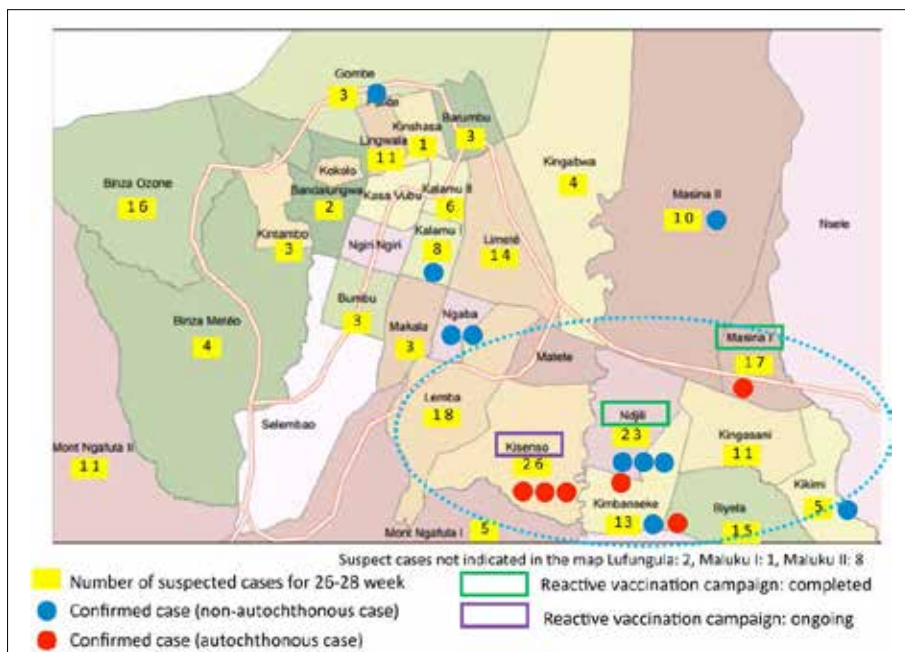 Gombe
3
Kinshasa
1
Barumbu
3
Lingwala
11
Kingabwa
4
Masina II
10
Nsele
Binza Ozone
16
Kokolo
Bandalungwa
2
Kasa Vubu
Kalamu II
6
Kintambo
3
Ngiri Ngiri
Kalamu I
8
Limete
14
Binza Meteo
4
Bumbu
3
Makala
3
Ngaba
Matete
Masina I
17
Selembao
Lemba
18
Ndjili
23
Kingasani
11
Mont Ngafula II
11
Kisenso
26
Kikimi
5
Kimbanseke
13
Biyela
15
Mont Ngafula I
5
Suspect cases not indicated in the map Lufungula: 2, Maluku I: 1, Maluku II: 8
Number of suspected cases for 26-28 week
Confirmed case (non-autochthonous case)
Confirmed case (autochthonous case)
Reactive vaccination campaign: completed
Reactive vaccination campaign: ongoing